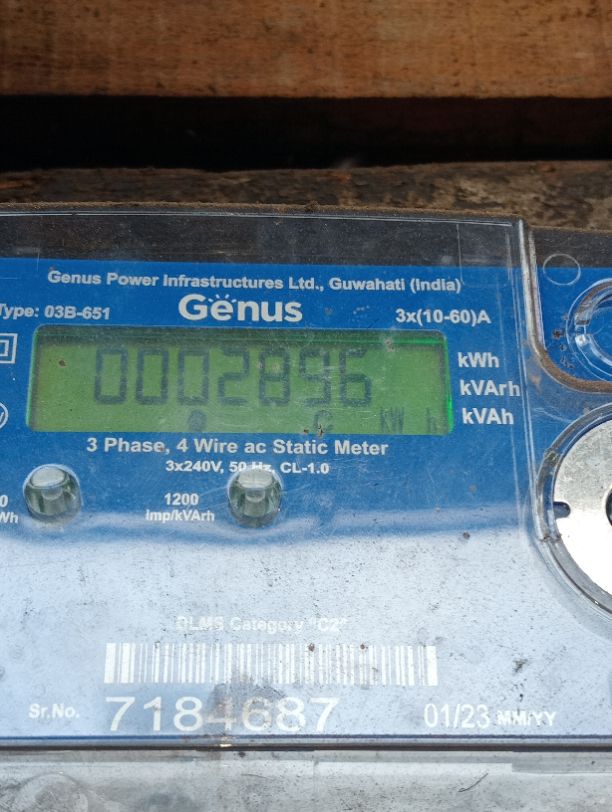 Genus Power Infrastructures Ltd., Guwahati (India)
Type: 03B-651
Genus
3x(10-60)A
0002896
kW h
kWh
kVArh
kVAh
3 Phase, 4 Wire ac Static Meter
3x240V, 50 Hz, CL-1.0
1200
imp/kVArh
DLMS Category "C2"
Sr.No. 7184687 01/23 MM/YY